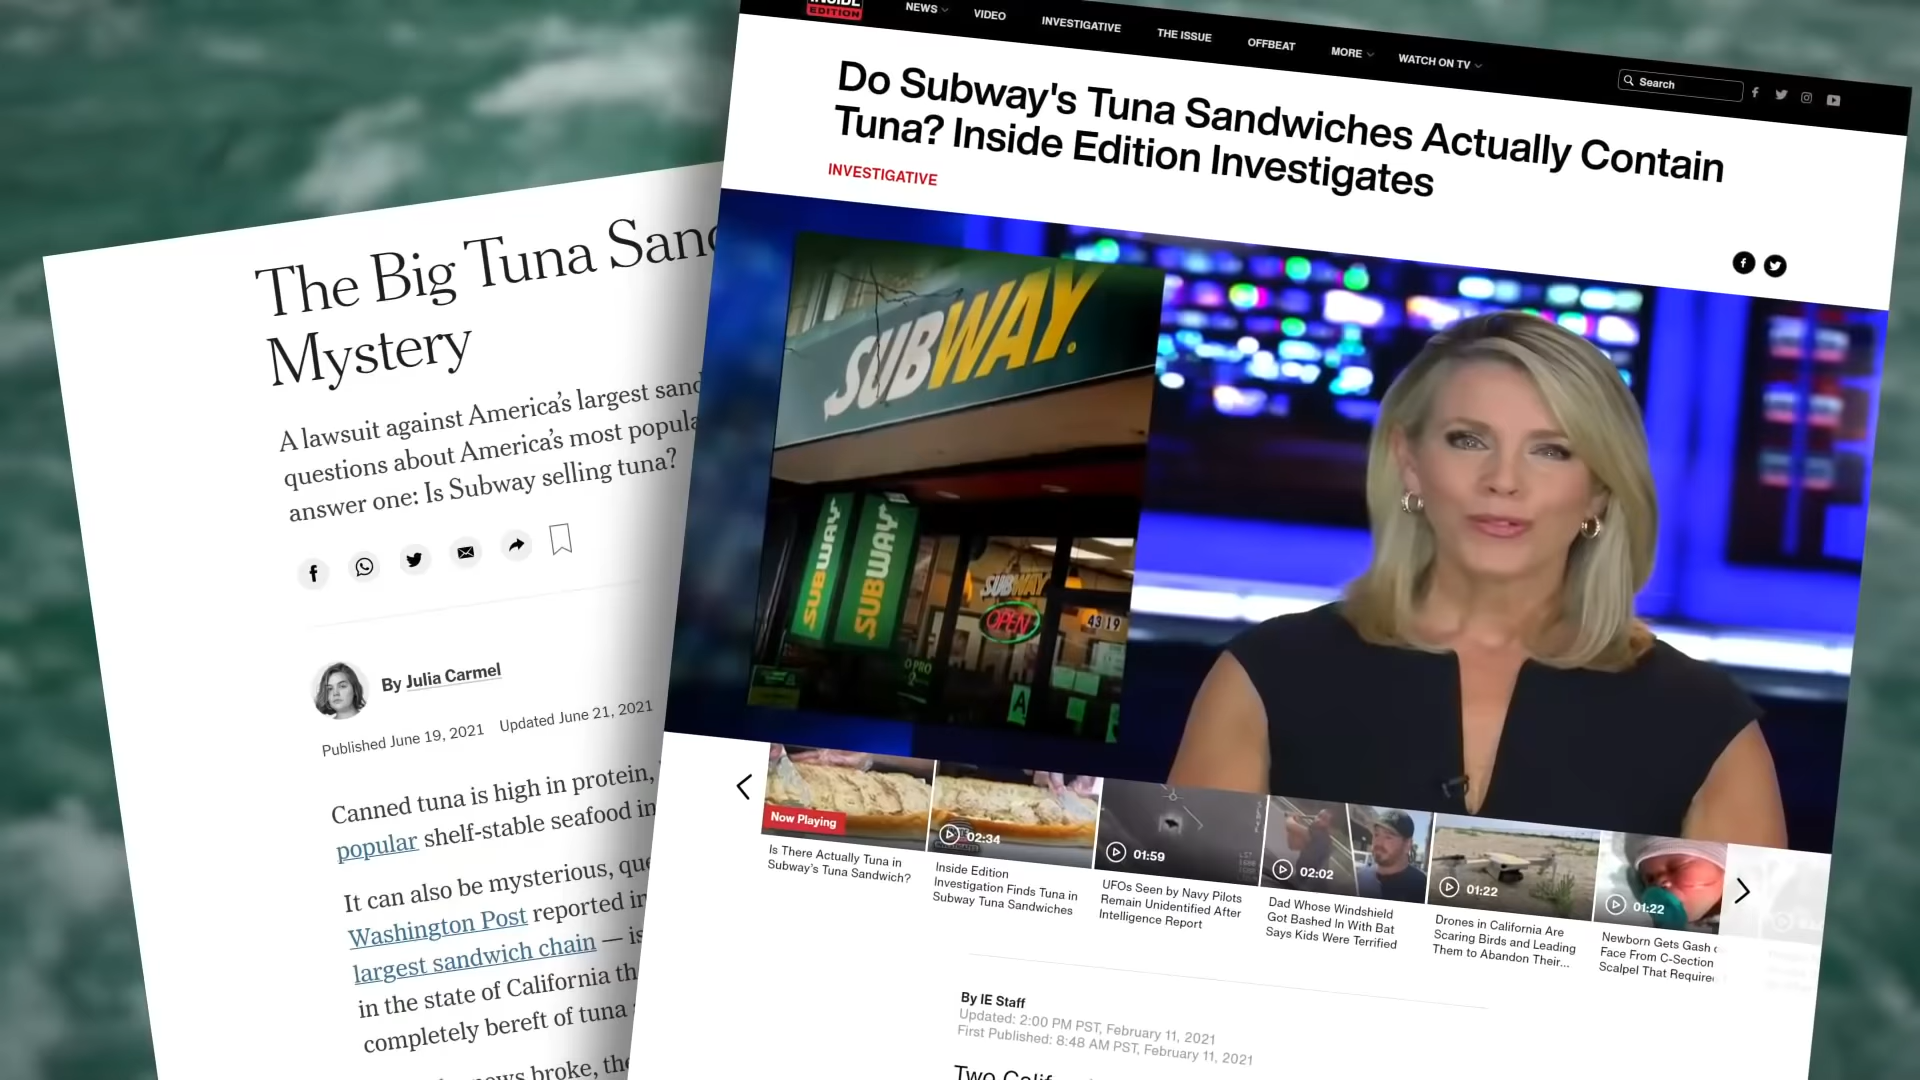 The Big Tuna
Mystery
A lawsuit against America's largest
questions about America's most
answer one: Is Subway selling tuna?
By Julia Carmel
Published June 19, 2021 Updated June 21, 2021
Canned tuna is high in protein,
popular shelf-stable seafood in
It can also be mysterious,
Washington Post reported in
largest sandwich chain — is
in the state of California
completely bereft of tuna
broke,
INSIDE
EDITION
NEWS
VIDEO
INVESTIGATIVE
THE ISSUE
OFFBEAT
MORE
WATCH ON TV
Search
Do Subway's Tuna Sandwiches Actually Contain
Tuna? Inside Edition Investigates
INVESTIGATIVE
SUBWAY
SUBWAY
SUBWAY
SUBWAY
OPEN
4319
A
Now Playing
Is There Actually Tuna in
Subway's Tuna Sandwich?
02:34
Inside Edition
Investigation Finds Tuna in
Subway Tuna Sandwiches
01:59
UFOs Seen by Navy Pilots
Remain Unidentified After
Intelligence Report
02:02
Dad Whose Windshield
Got Bashed In With Bat
Says Kids Were Terrified
01:22
Drones in California Are
Scaring Birds and Leading
Them to Abandon Their...
01:22
Newborn Gets Gash
Face From C-Section
Scalpel That
By IE Staff
Updated: 2:00 PM PST, February 11, 2021
First Published: 8:48 AM PST, February 11, 2021
Two